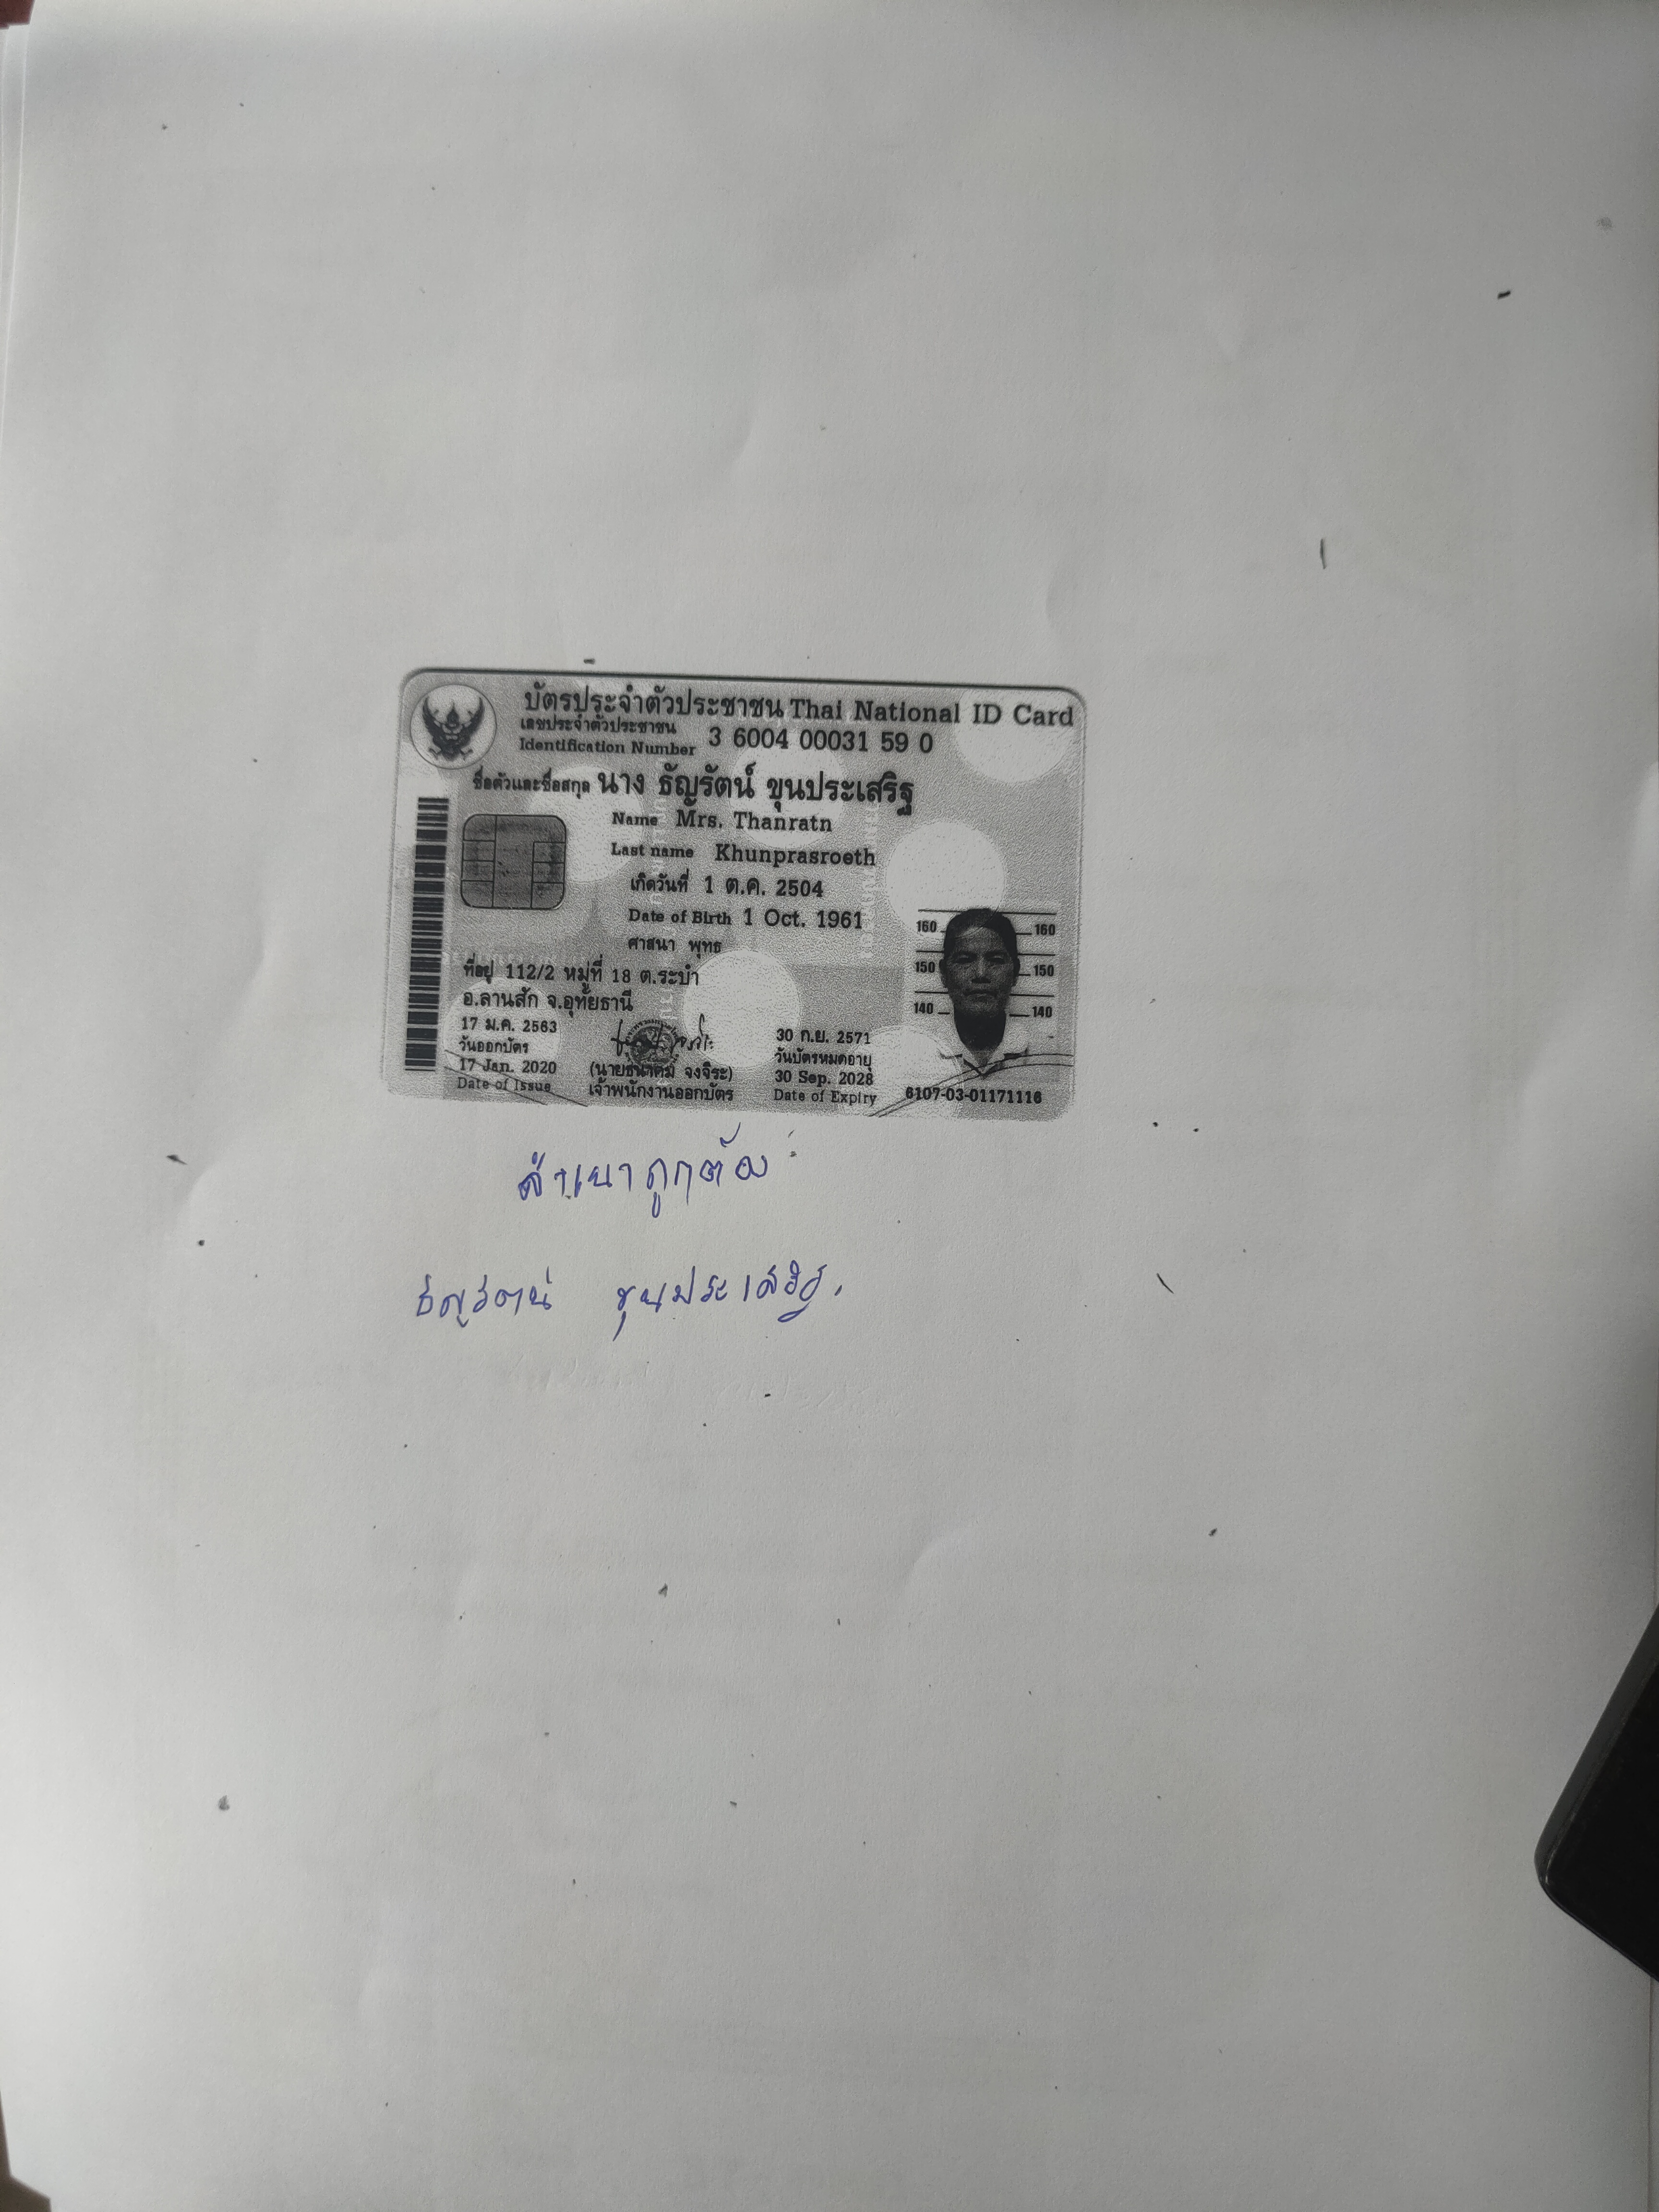 บัตรประจำตัวประชาชน Thai National ID Card
เลขประจำตัวประชาชน
Identification Number 3 6004 00031 59 0
ชื่อตัวและชื่อสกุล นาง ธัญรัตน์ ขุนประเสริฐ
Name Mrs. Thanratn
Last name Khunprasroeth
เกิดวันที่ 1 ต.ค. 2504
Date of Birth 1 Oct. 1961
ศาสนา พุทธ
ที่อยู่ 112/2 หมู่ที่ 18 ต.ระบำ
อ.ลานสัก จ.อุทัยธานี
17 ม.ค. 2563
วันออกบัตร
17 Jan. 2020
Date of Issue
(นายธนาคม จงจิระ)
เจ้าพนักงานออกบัตร
30 ก.ย. 2571
วันบัตรหมดอายุ
30 Sep. 2028
Date of Expiry
160 160
150 150
140 140
6107-03-01171116
สำเนาถูกต้อง
ธัญรัตน์ ขุนประเสริฐ